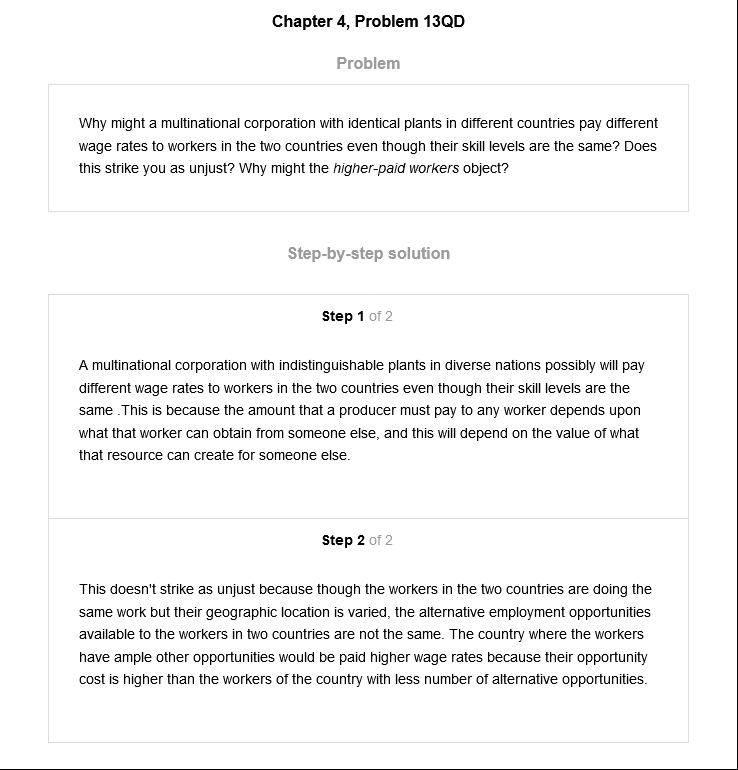 Chapter 4, Problem 13QD
Problem
Why might a multinational corporation with identical plants in different countries pay different
wage rates to workers in the two countries even though their skill levels are the same? Does
this strike you as unjust? Why might the higher-paid workers object?
Step-by-step solution
Step 1 of 2
A multinational corporation with indistinguishable plants in diverse nations possibly will pay
different wage rates to workers in the two countries even though their skill levels are the
same .This is because the amount that a producer must pay to any worker depends upon
what that worker can obtain from someone else, and this will depend on the value of what
that resource can create for someone else.
Step 2 of 2
This doesn't strike as unjust because though the workers in the two countries are doing the
same work but their geographic location is varied, the alternative employment opportunities
available to the workers in two countries are not the same. The country where the workers
have ample other opportunities would be paid higher wage rates because their opportunity
cost is higher than the workers of the country with less number of alternative opportunities.